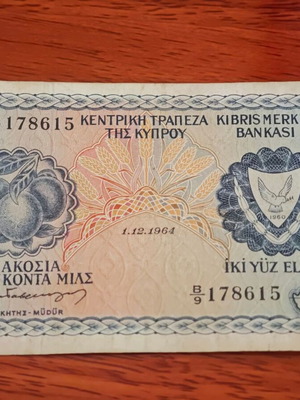 178615
ΚΕΝΤΡΙΚΗ ΤΡΑΠΕΖΑ
ΤΗΣ ΚΥΠΡΟΥ
KIBRIS MERK
BANKASI
1960
1.12.1964
ΑΚΟΣΙΑ
ΚΟΝΤΑ ΜΙΛΣ
İKİ YÜZ EL
B/9 178615
ΚΗΤΗΣ - MÜDÜR